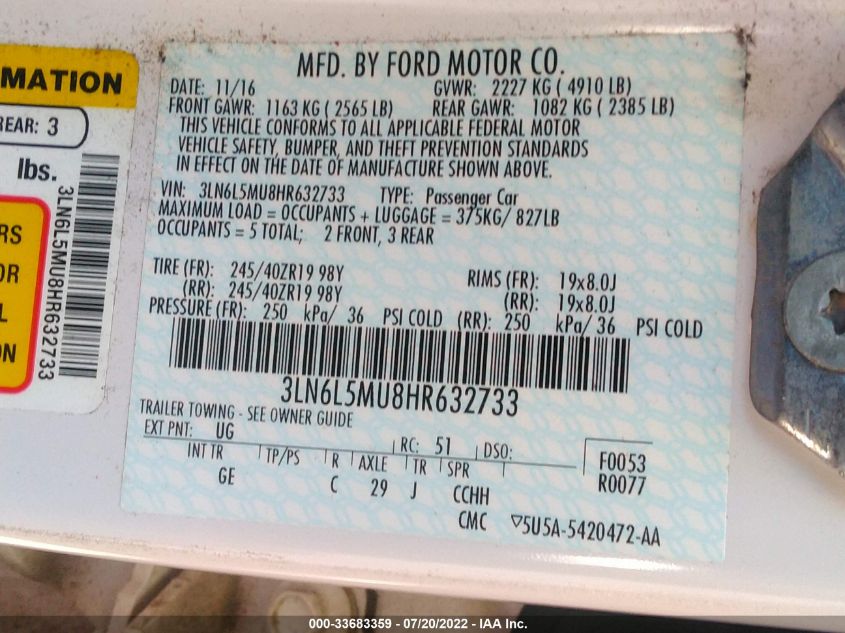 MATION
REAR: 3
lbs.
RS
OR
L
ON
3LN6L5MU8HR632733
MFD. BY FORD MOTOR CO.
DATE: 11/16 GVWR: 2227 KG ( 4910 LB)
FRONT GAWR: 1163 KG ( 2565 LB) REAR GAWR: 1082 KG ( 2385 LB)
THIS VEHICLE CONFORMS TO ALL APPLICABLE FEDERAL MOTOR
VEHICLE SAFETY, BUMPER, AND THEFT PREVENTION STANDARDS
IN EFFECT ON THE DATE OF MANUFACTURE SHOWN ABOVE.
VIN: 3LN6L5MU8HR632733 TYPE: Passenger Car
MAXIMUM LOAD = OCCUPANTS + LUGGAGE = 375KG/ 827LB
OCCUPANTS = 5 TOTAL; 2 FRONT, 3 REAR
TIRE (FR): 245/40ZR19 98Y RIMS (FR): 19x8.0J
(RR): 245/40ZR19 98Y (RR): 19x8.0J
PRESSURE (FR): 250 kPa/ 36 PSI COLD (RR): 250 kPa/ 36 PSI COLD
3LN6L5MU8HR632733
TRAILER TOWING - SEE OWNER GUIDE
EXT PNT: UG RC: 51 DSO: F0053
INT TR TP/PS R AXLE TR SPR R0077
GE C 29 J CCHH
CMC ▽5U5A-5420472-AA
000-33683359 - 07/20/2022 - IAA Inc.